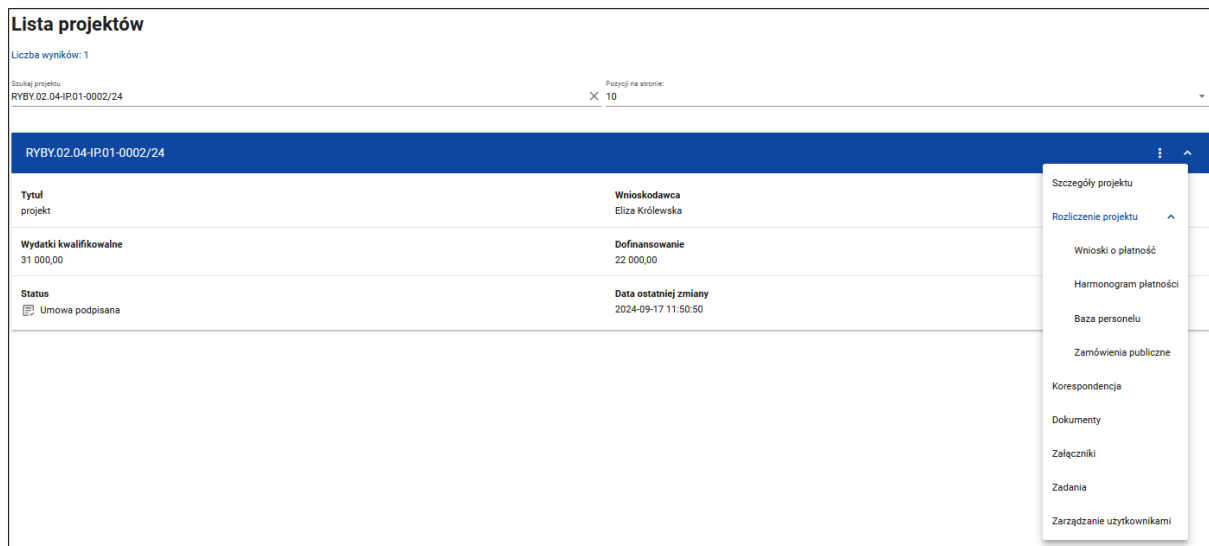 Lista projektów
Liczba wyników: 1
Szukaj projektu
RYBY.02.04-IP.01-0002/24
Pozycji na stronie:
10
RYBY.02.04-IP.01-0002/24
Tytuł
projekt
Wnioskodawca
Eliza Królewska
Wydatki kwalifikowalne
31 000,00
Dofinansowanie
22 000,00
Status
Umowa podpisana
Data ostatniej zmiany
2024-09-17 11:50:50
Szczegóły projektu
Rozliczenie projektu
Wnioski o płatność
Harmonogram płatności
Baza personelu
Zamówienia publiczne
Korespondencja
Dokumenty
Załączniki
Zadania
Zarządzanie użytkownikami